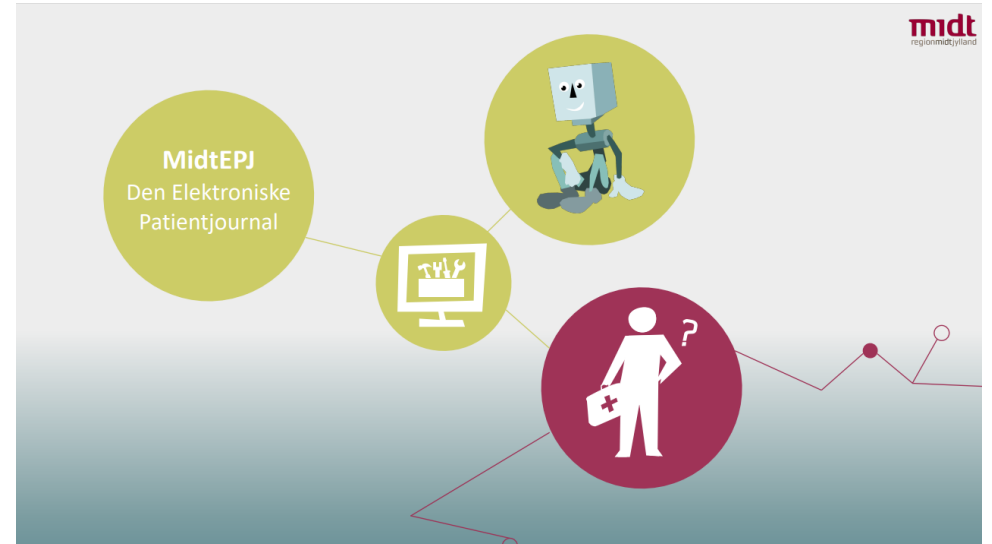 midt
regionmidtjylland
MidtEPJ
Den Elektroniske
Patientjournal
?